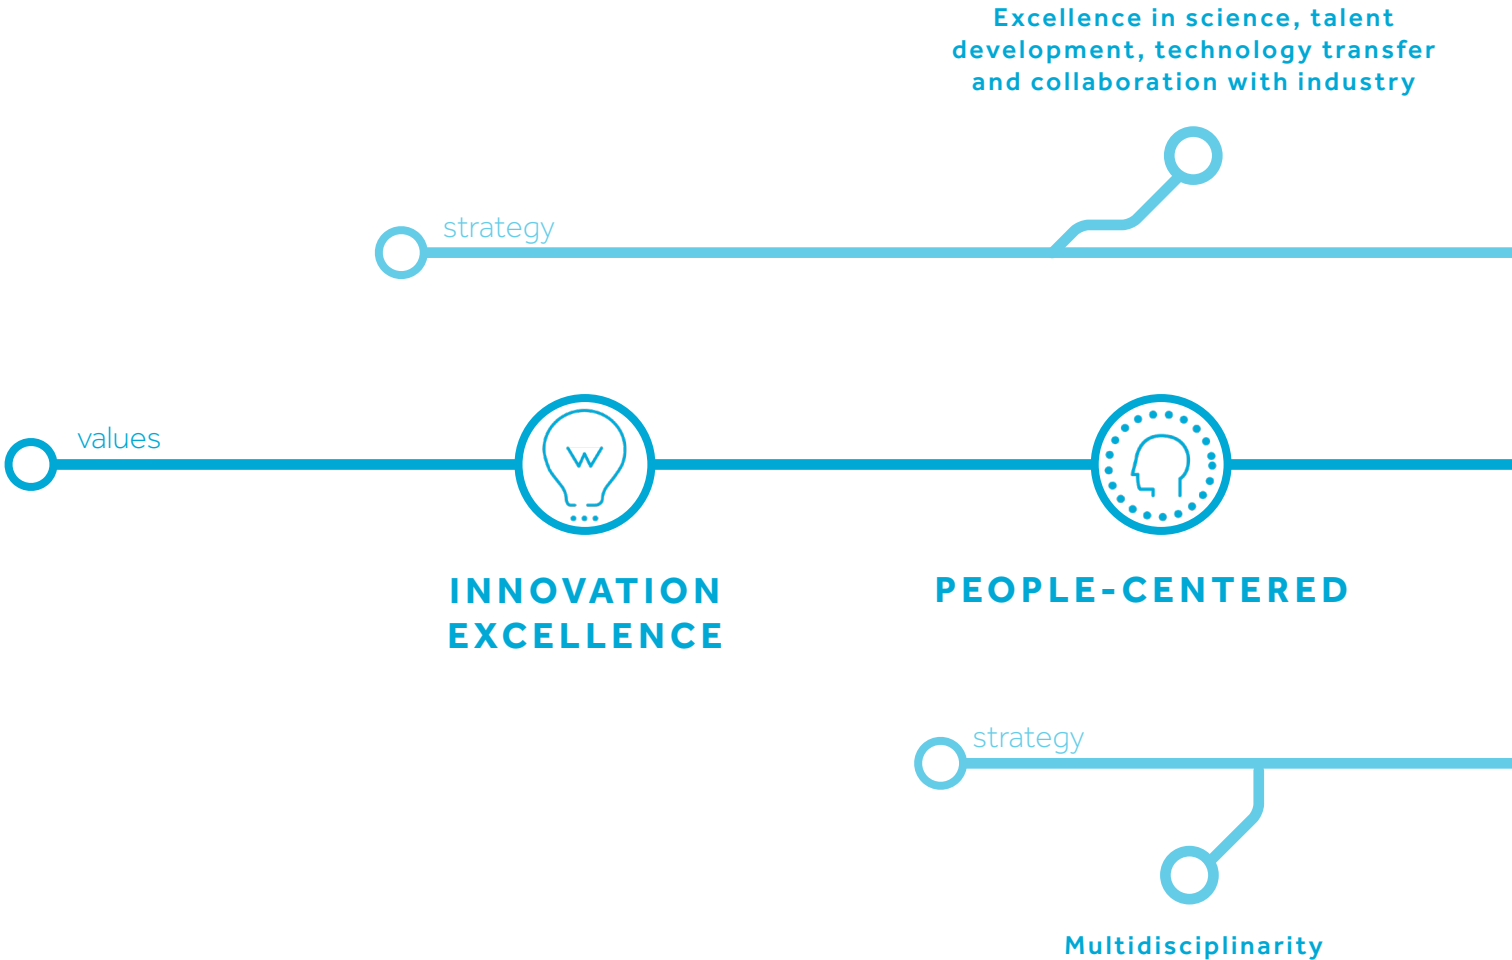 Excellence in science, talent
development, technology transfer
and collaboration with industry
strategy
values
INNOVATION
EXCELLENCE
PEOPLE-CENTERED
strategy
Multidisciplinarity